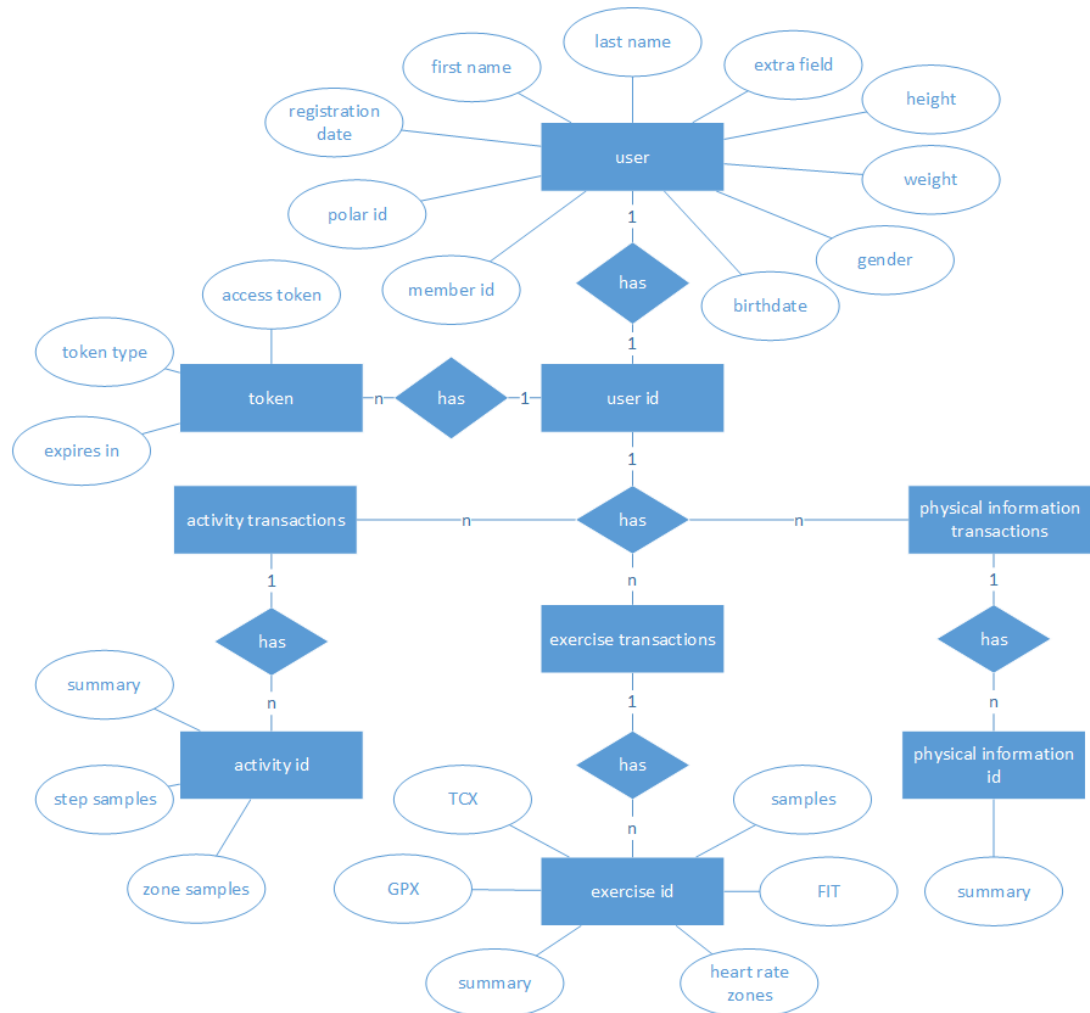 last name
first name
extra field
height
registration
date
user
weight
polar id
1
gender
has
member id
access token
birthdate
token type
1
token
n
has
1
user id
expires in
1
activity transactions
n
has
n
physical information
transactions
1
n
1
has
exercise transactions
has
summary
1
n
n
activity id
has
physical information
id
step samples
TCX
samples
n
zone samples
GPX
exercise id
FIT
summary
summary
heart rate
zones